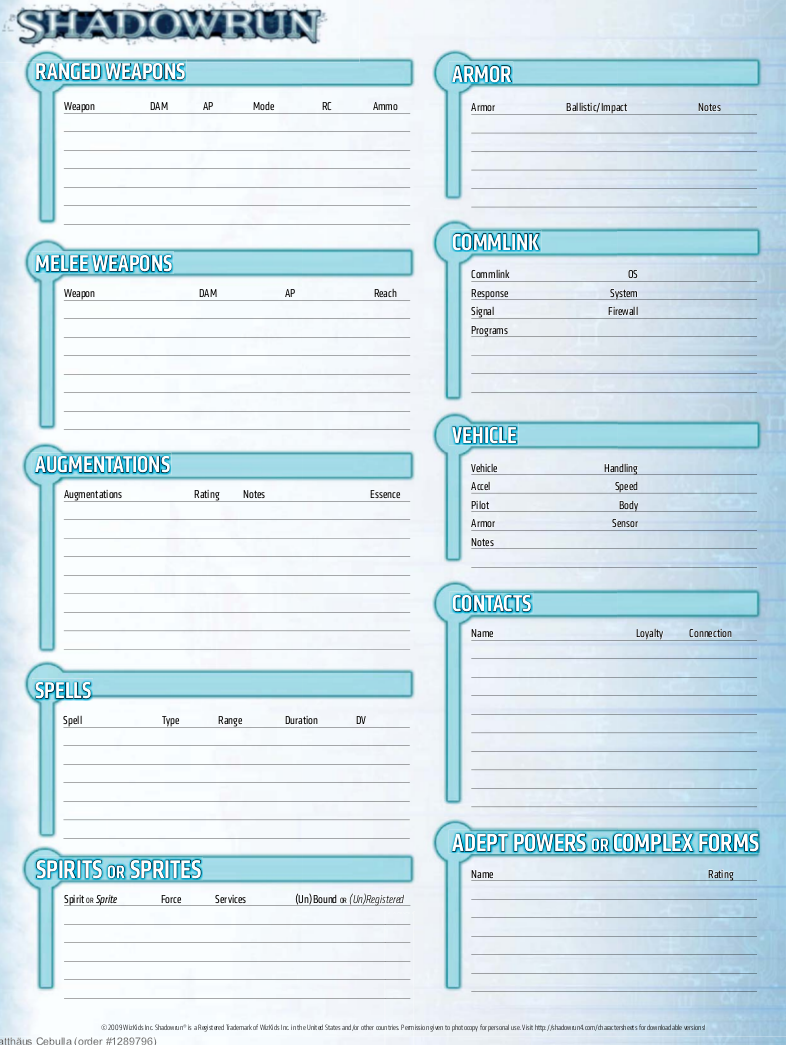 SHADOWRUN
RANGED WEAPONS
Weapon DAM AP Mode RC Ammo
MELEE WEAPONS
Weapon DAM AP Reach
AUGMENTATIONS
Augmentations Rating Notes Essence
SPELLS
Spell Type Range Duration DV
SPIRITS OR SPRITES
Spirit OR Sprite Force Services (Un)Bound OR (Un)Registered
ARMOR
Armor Ballistic/Impact Notes
COMMLINK
Commlink OS
Response System
Signal Firewall
Programs
VEHICLE
Vehicle Handling
Accel Speed
Pilot Body
Armor Sensor
Notes
CONTACTS
Name Loyalty Connection
ADEPT POWERS OR COMPLEX FORMS
Name Rating
©2009 WizKids Inc. Shadowrun® is a Registered Trademark of WizKids Inc. in the United States and/or other countries. Permission given to photocopy for personal use. Visit http://shadowrun4.com/charactersheets for downloadable versions!
atthäus Cebulla (order #1289796)